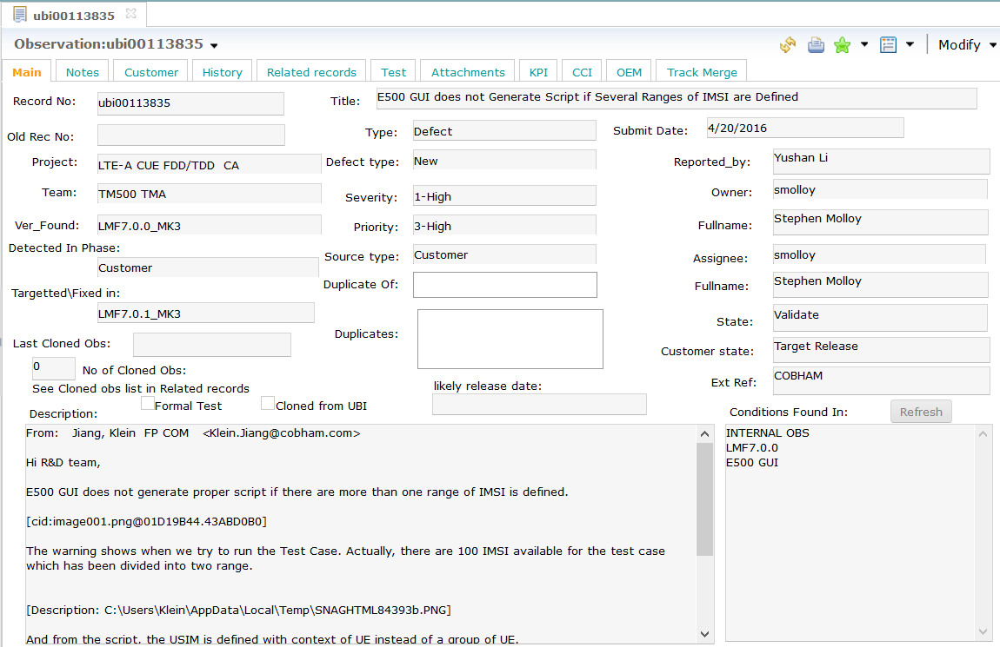 ubi00113835
Observation:ubi00113835
Modify
Main Notes Customer History Related records Test Attachments KPI CCI OEM Track Merge
Record No: ubi00113835 Title: E500 GUI does not Generate Script if Several Ranges of IMSI are Defined
Old Rec No: Type: Defect Submit Date: 4/20/2016
Project: LTE-A CUE FDD/TDD  CA Defect type: New Reported_by: Yushan Li
Team: TM500 TMA Severity: 1-High Owner: smolloy
Ver_Found: LMF7.0.0_MK3 Priority: 3-High Fullname: Stephen Molloy
Detected In Phase:
Customer Source type: Customer Assignee: smolloy
Targetted\Fixed in: Duplicate Of: Fullname: Stephen Molloy
LMF7.0.1_MK3 State: Validate
Last Cloned Obs: Duplicates: Customer state: Target Release
0 No of Cloned Obs: Ext Ref: COBHAM
See Cloned obs list in Related records likely release date:
Formal Test Cloned from UBI
Description: Conditions Found In: Refresh
From:   Jiang, Klein  FP COM   <Klein.Jiang@cobham.com>
Hi R&D team,
E500 GUI does not generate proper script if there are more than one range of IMSI is defined.
[cid:image001.png@01D19B44.43ABD0B0]
The warning shows when we try to run the Test Case. Actually, there are 100 IMSI available for the test case
which has been divided into two range.
[Description: C:\Users\Klein\AppData\Local\Temp\SNAGHTML84393b.PNG]
And from the script, the USIM is defined with context of UE instead of a group of UE.
INTERNAL OBS
LMF7.0.0
E500 GUI